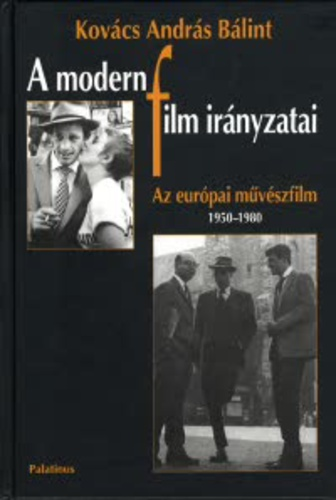 Kovács András Bálint
A modern film irányzatai
Az európai művészfilm
1950–1980
Palatinus